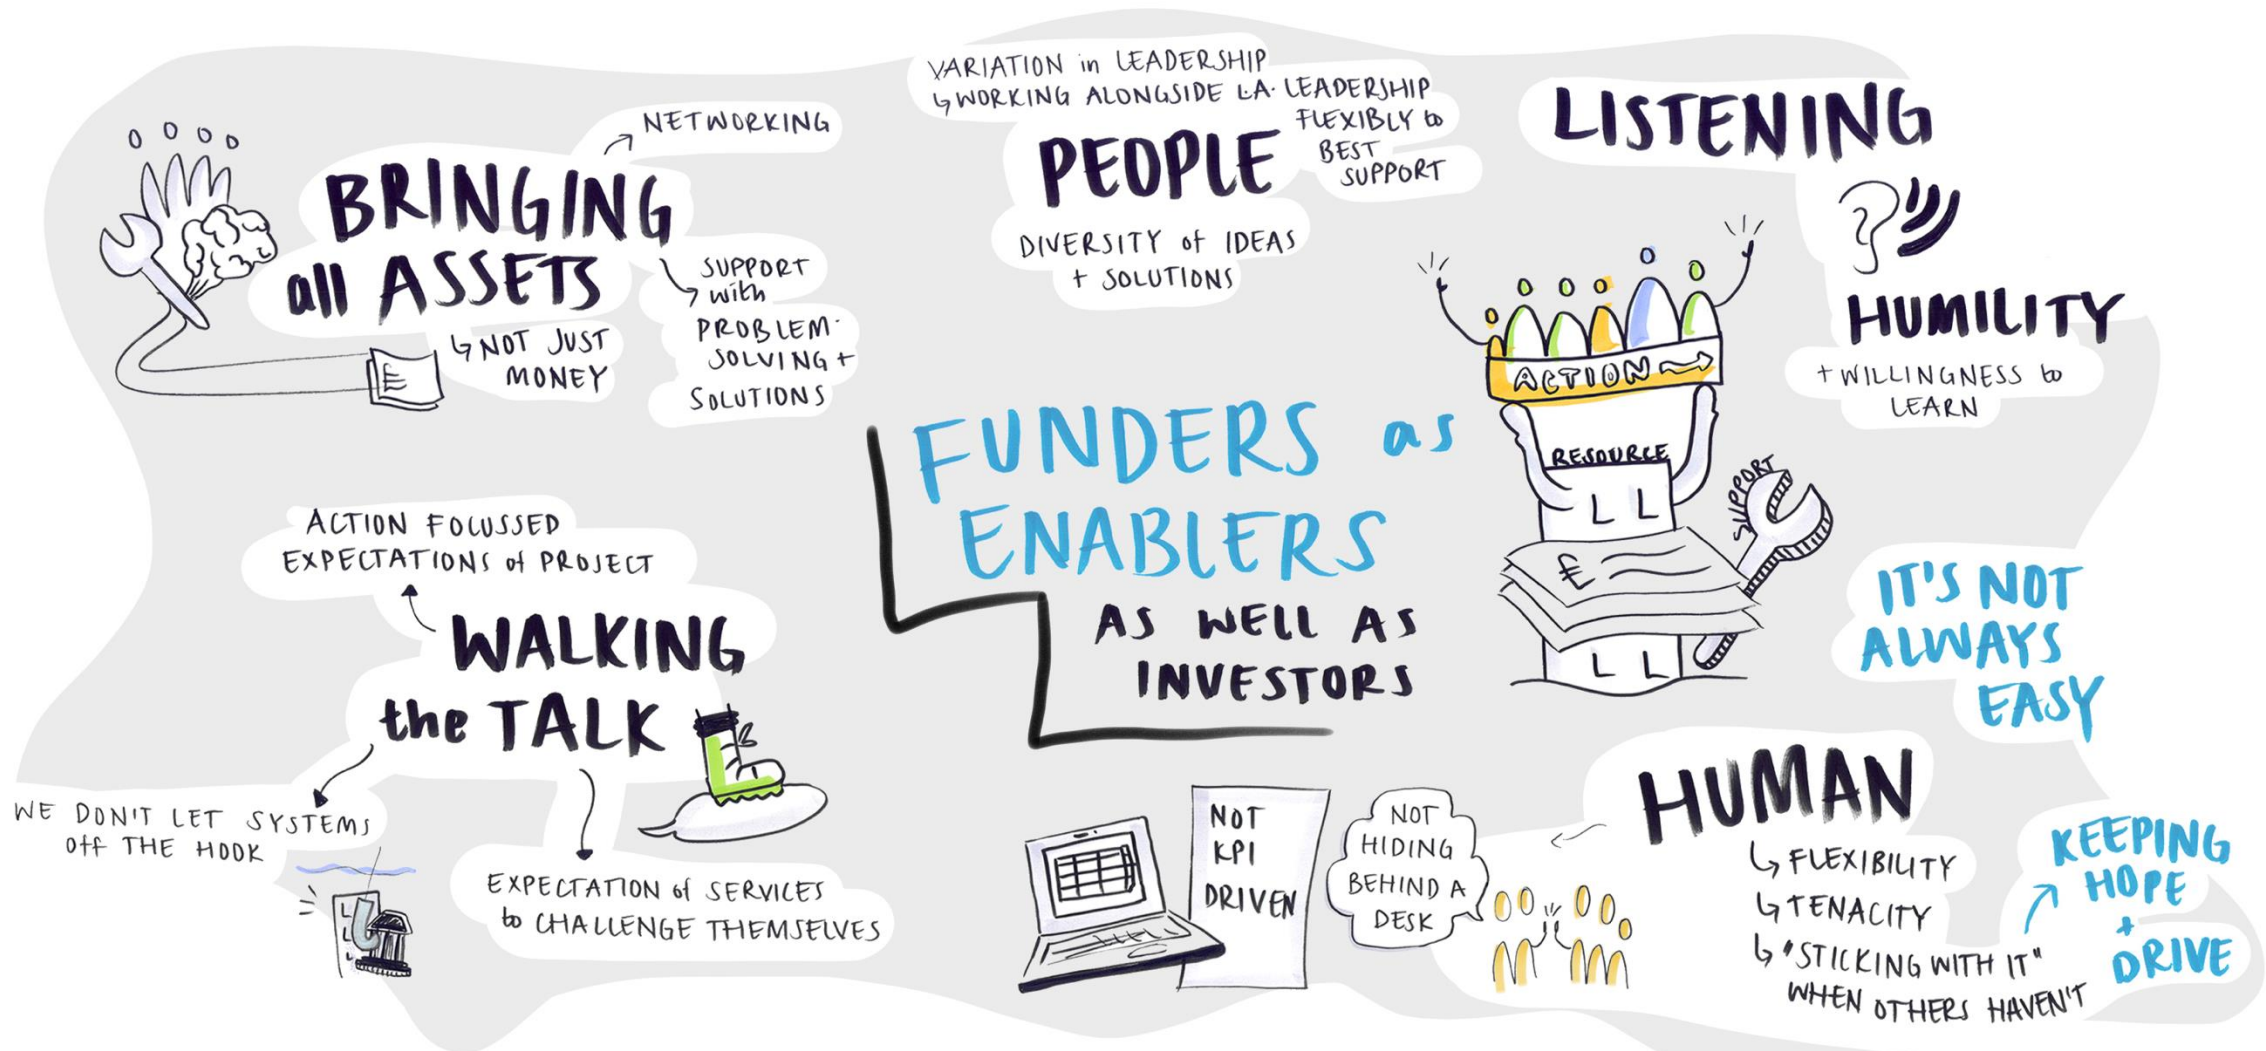 BRINGING
all ASSETS
NETWORKING
↳ NOT JUST
MONEY
£
SUPPORT
with
PROBLEM-
SOLVING +
SOLUTIONS
VARIATION in LEADERSHIP
↳ WORKING ALONGSIDE L.A. LEADERSHIP
FLEXIBLY to
BEST
SUPPORT
PEOPLE
DIVERSITY of IDEAS
+ SOLUTIONS
LISTENING
HUMILITY
+ WILLINGNESS to
LEARN
FUNDERS as
ENABLERS
AS WELL AS
INVESTORS
ACTION →
RESOURCE
SUPPORT
£
IT'S NOT
ALWAYS
EASY
ACTION FOCUSSED
EXPECTATIONS of PROJECT
WALKING
the TALK
WE DON'T LET SYSTEMS
Off THE HOOK
EXPECTATION of SERVICES
to CHALLENGE THEMSELVES
NOT
KPI
DRIVEN
NOT
HIDING
BEHIND A
DESK
HUMAN
↳ FLEXIBILITY
↳ TENACITY
↳ "STICKING WITH IT"
WHEN OTHERS HAVEN'T
KEEPING
HOPE
+
DRIVE